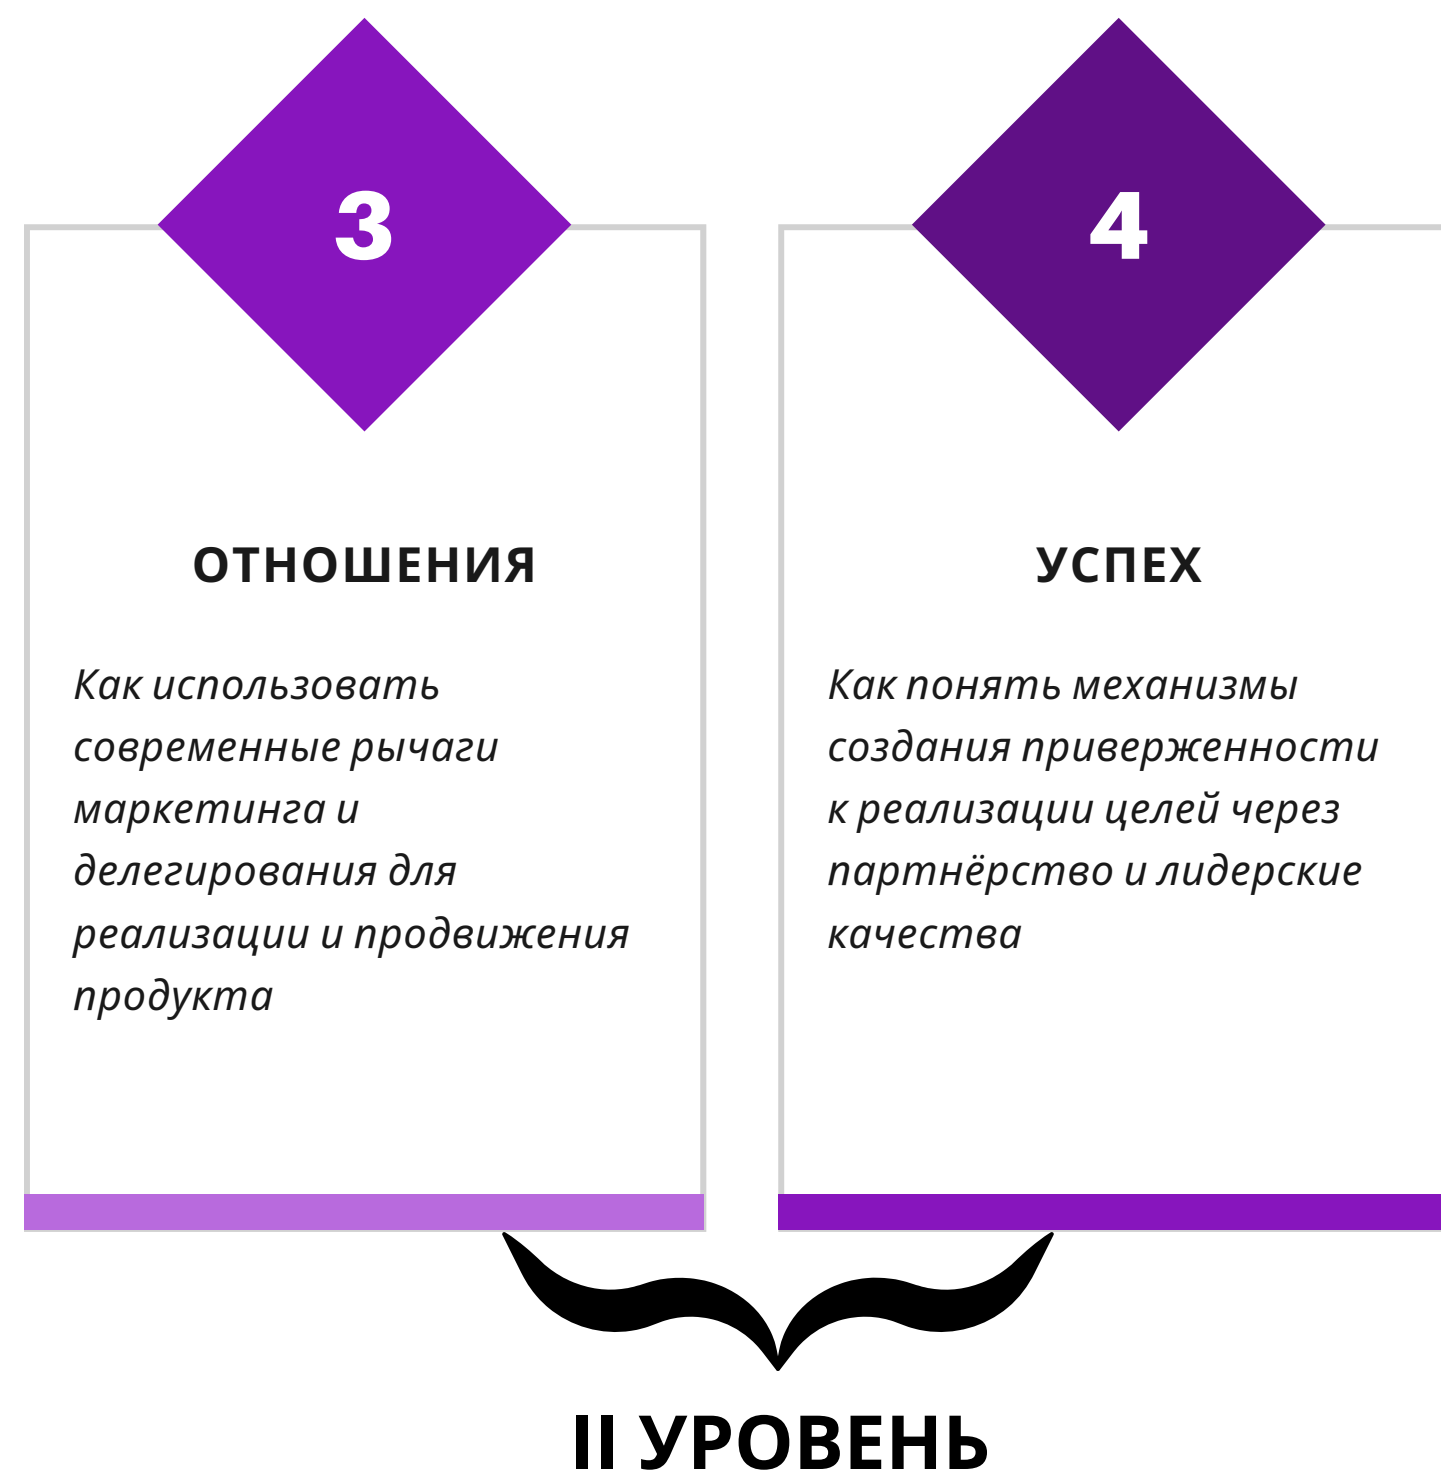 3
ОТНОШЕНИЯ
Как использовать
современные рычаги
маркетинга и
делегирования для
реализации и продвижения
продукта
4
УСПЕХ
Как понять механизмы
создания приверженности
к реализации целей через
партнёрство и лидерские
качества
II УРОВЕНЬ